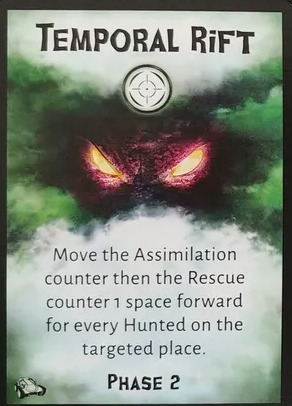 TEMPORAL RIFT
Move the Assimilation
counter then the Rescue
counter 1 space forward
for every Hunted on the
targeted place.
PHASE 2